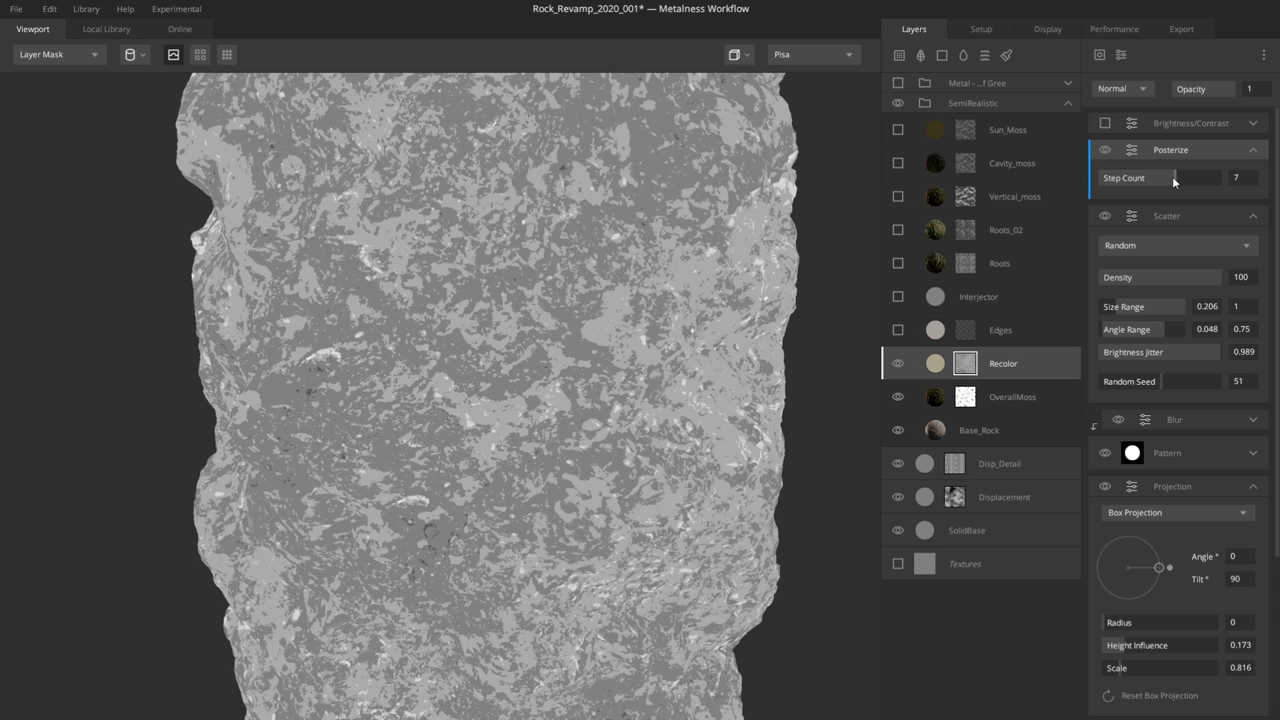 File Edit Library Help Experimental
Rock_Revamp_2020_001* — Metalness Workflow
Viewport Local Library Online
Layer Mask
Pisa
Layers Setup Display Performance Export
Normal Opacity 1
Metal - ...f Gree
SemiRealistic
Sun_Moss
Cavity_moss
Vertical_moss
Roots_02
Roots
Interjector
Edges
Recolor
OverallMoss
Base_Rock
Disp_Detail
Displacement
SolidBase
Textures
Brightness/Contrast
Posterize
Step Count 7
Scatter
Random
Density 100
Size Range 0.206 1
Angle Range 0.048 0.75
Brightness Jitter 0.989
Random Seed 51
Blur
Pattern
Projection
Box Projection
Angle ° 0
Tilt ° 90
Radius 0
Height Influence 0.173
Scale 0.816
Reset Box Projection